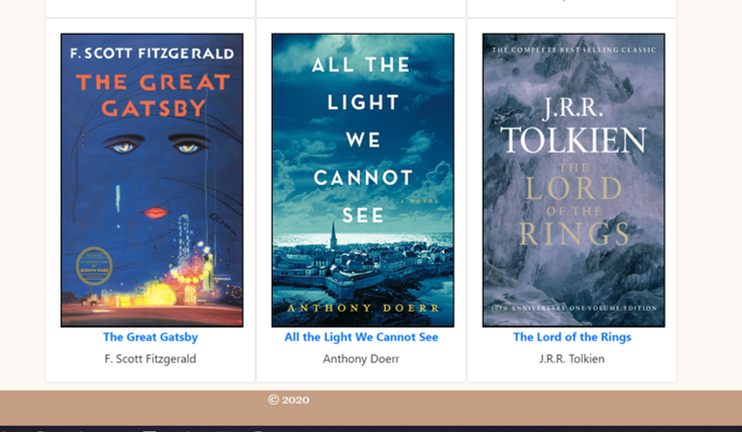 F. SCOTT FITZGERALD
THE GREAT
GATSBY
The Great Gatsby
F. Scott Fitzgerald
ALL THE
LIGHT
WE
CANNOT
SEE
A NOVEL
ANTHONY DOERR
All the Light We Cannot See
Anthony Doerr
THE COMPLETE BEST-SELLING CLASSIC
J.R.R.
TOLKIEN
THE
LORD
OF THE
RINGS
ANNIVERSARY ONE-VOLUME EDITION
The Lord of the Rings
J.R.R. Tolkien
© 2020